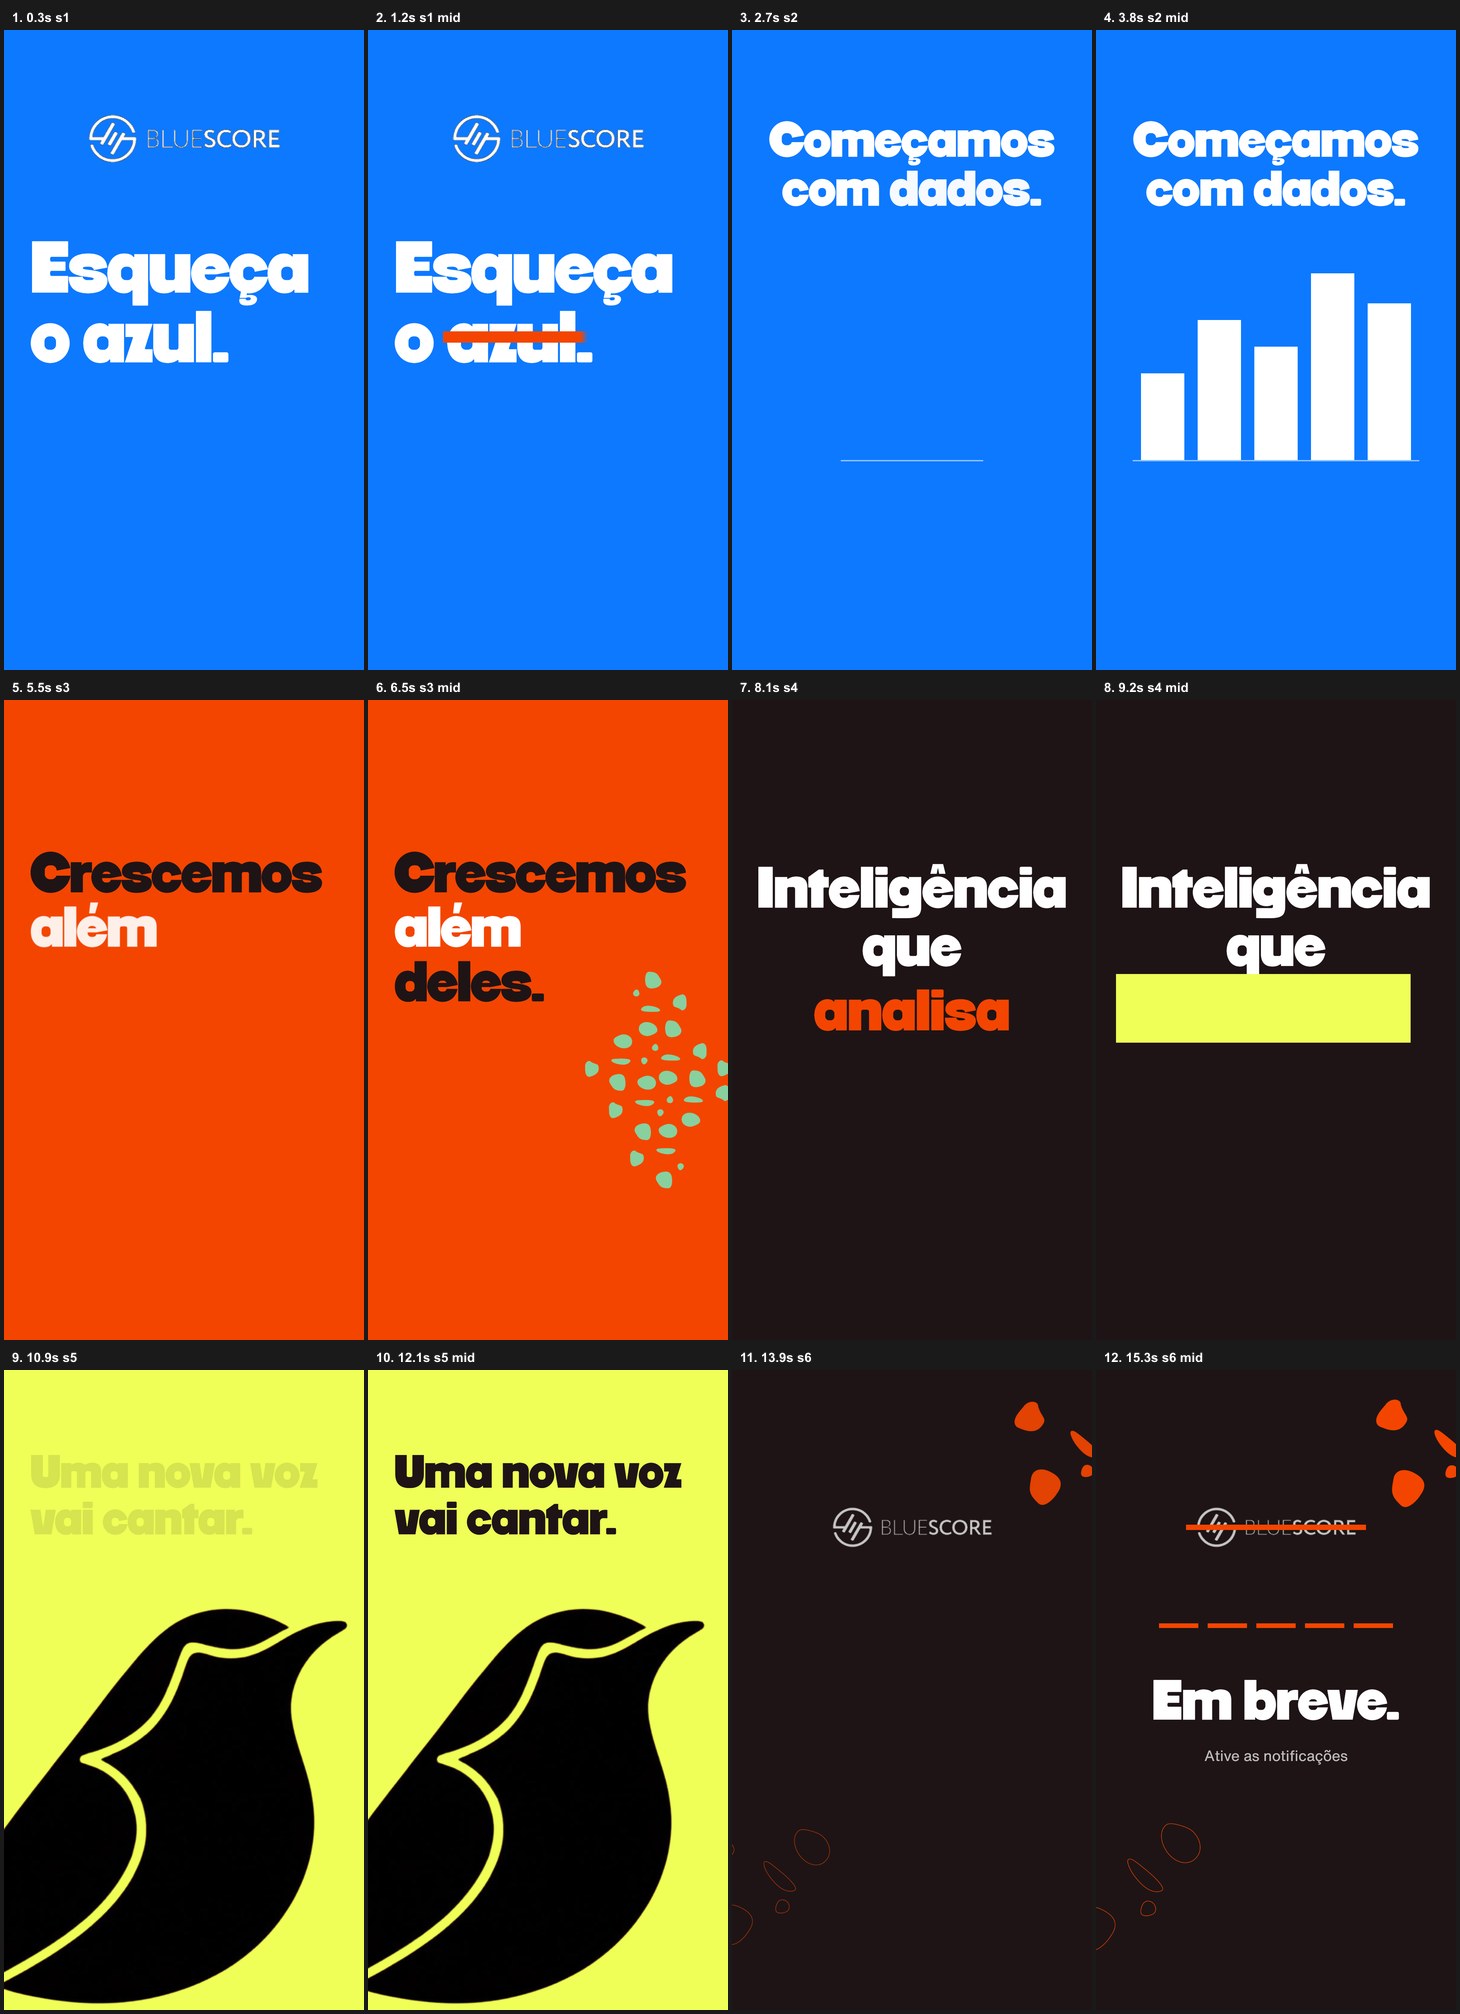 1. 0.3s s1
BLUESCORE
Esqueça
o azul.
2. 1.2s s1 mid
BLUESCORE
Esqueça
o azul.
3. 2.7s s2
Começamos
com dados.
4. 3.8s s2 mid
Começamos
com dados.
5. 5.5s s3
Crescemos
além
6. 6.5s s3 mid
Crescemos
além
deles.
7. 8.1s s4
Inteligência
que
analisa
8. 9.2s s4 mid
Inteligência
que
9. 10.9s s5
Uma nova voz
vai cantar.
10. 12.1s s5 mid
Uma nova voz
vai cantar.
11. 13.9s s6
BLUESCORE
12. 15.3s s6 mid
BLUESCORE
Em breve.
Ative as notificações